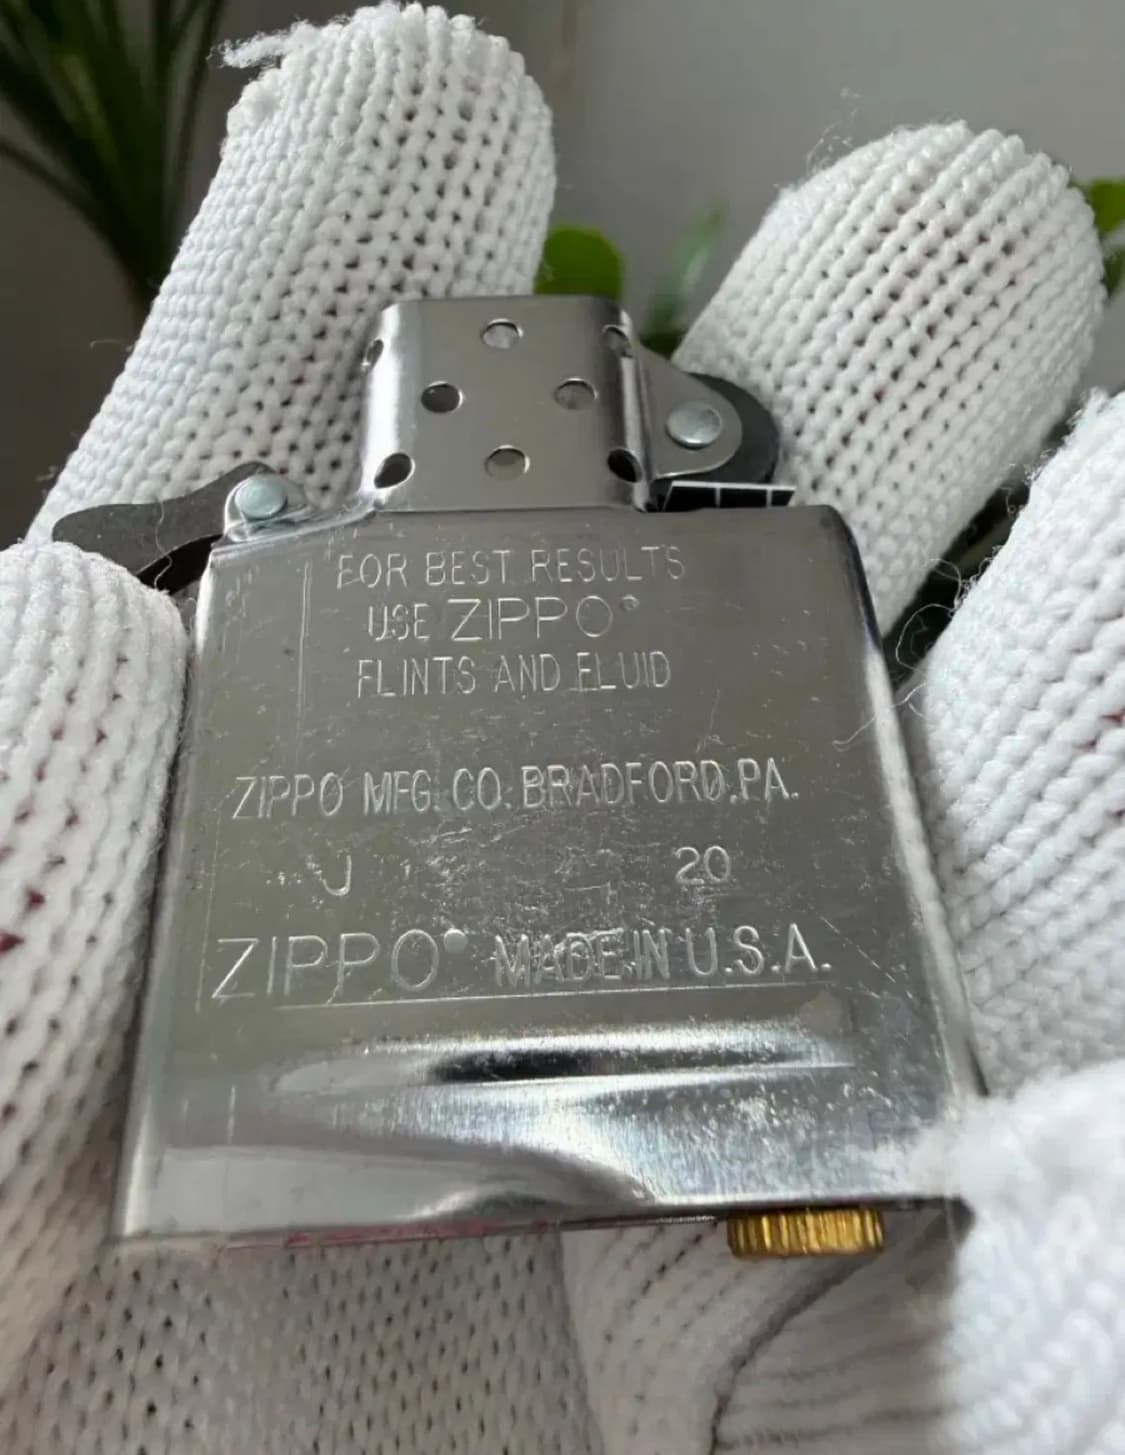 FOR BEST RESULTS
USE ZIPPO®
FLINTS AND FLUID
ZIPPO MFG. CO. BRADFORD, PA.
J 20
ZIPPO® MADE IN U.S.A.